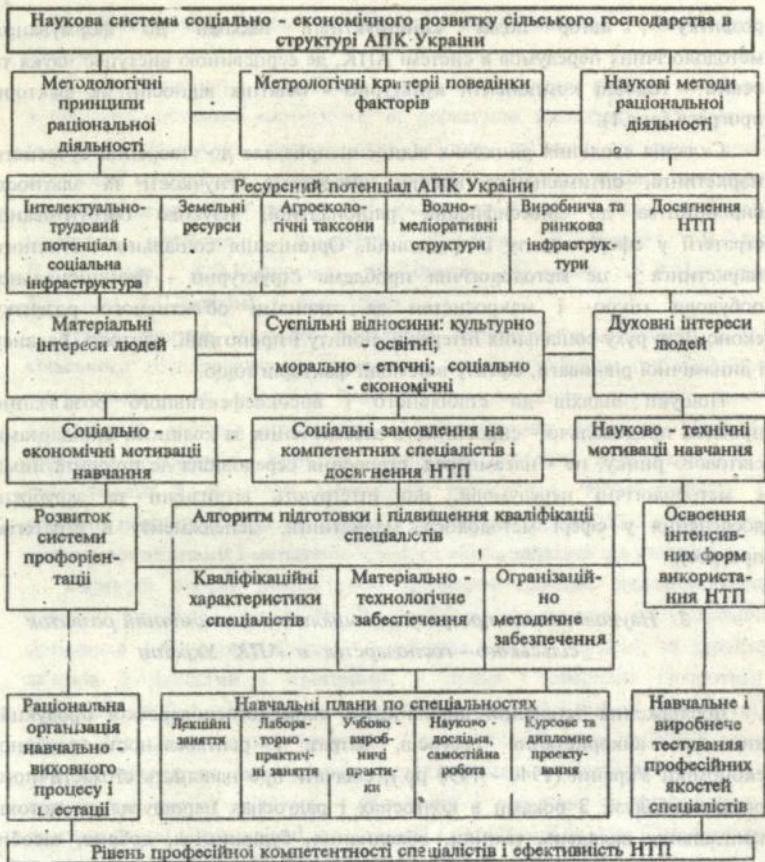 Наукова система соціально - економічного розвитку сільського господарства в
структурі АПК України
Методологічні
принципи
раціональної
діяльності
Метрологічні критерії поведінки
факторів
Наукові методи
раціональної
діяльності
Ресурсний потенціал АПК України
Інтелектуально-
трудовий
потенціал і
соціальна
інфраструктура
Земельні
ресурси
Агроеколо-
гічні таксони
Водно-
меліоративні
структури
Виробнича та
ринкова
інфраструк-
тури
Досягнення
НТП
Матеріальні
інтереси людей
Суспільні відносини: культурно
- освітні;
морально - етичні; соціально
- економічні
Духовні інтереси
людей
Соціально -
економічні мотивації
навчання
Соціальні замовлення на
компетентних спеціалістів і
досягнення НТП
Науково - технічні
мотивації навчання
Розвиток
системи
профорієн-
тації
Алгоритм підготовки і підвищення кваліфікації
спеціалістів
Освоєння
інтенсив-
них форм
використа-
ння НТП
Кваліфікаційні
характеристики
спеціалістів
Матеріально -
технологічне
забеспечення
Огранізацій-
но
методичне
забезпечення
Раціональна
організація
навчально -
виховного
процесу і
атестації
Навчальні плани по спеціальностях
Лекційні
заняття
Лабора-
торно -
практич-
ні заняття
Учбово -
вироб-
ничі
практи-
ки
Науково -
дослідна,
самостійна
робота
Курсове та
дипломне
проекту-
вання
Навчальне і
виробнече
тестуваня
професійних
якостей
спеціалістів
Рівень професійної компетентності спеціалістів і ефективність НТП